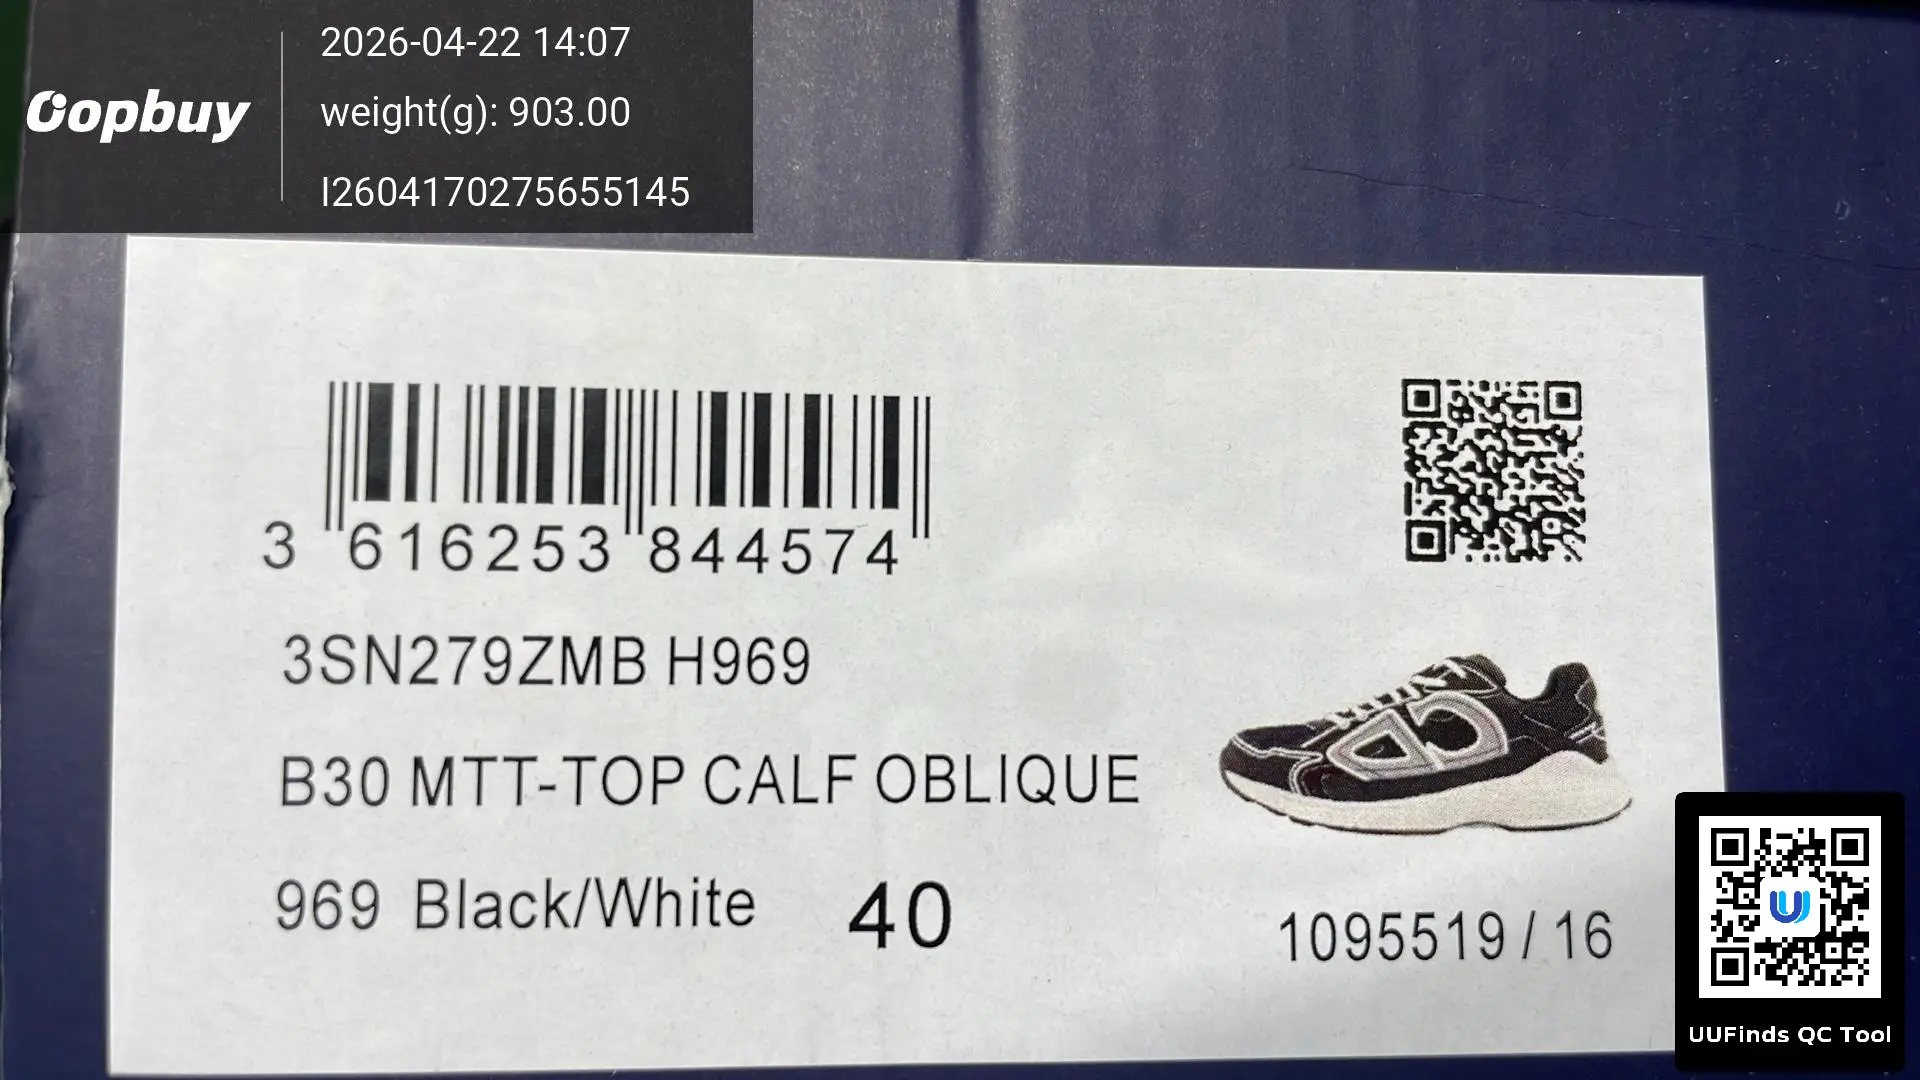 Oopbuy
2026-04-22 14:07
weight(g): 903.00
I2604170275655145
3 616253 844574
3SN279ZMB H969
B30 MTT-TOP CALF OBLIQUE
969 Black/White 40
1095519 / 16
UUFinds QC Tool